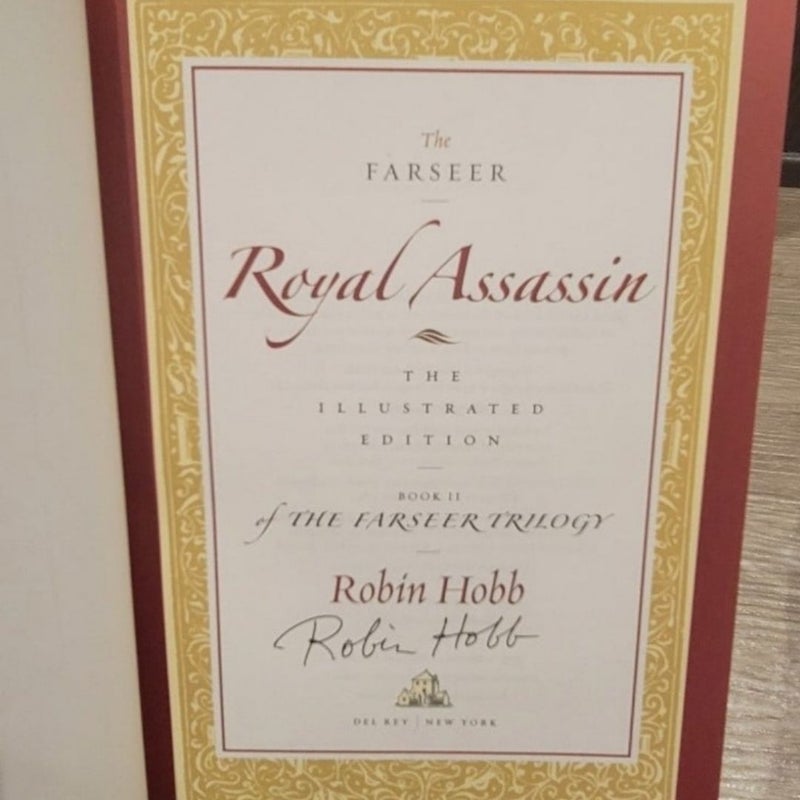 The
FARSEER
Royal Assassin
THE
ILLUSTRATED
EDITION
BOOK II
of THE FARSEER TRILOGY
Robin Hobb
Robin Hobb
DEL REY | NEW YORK